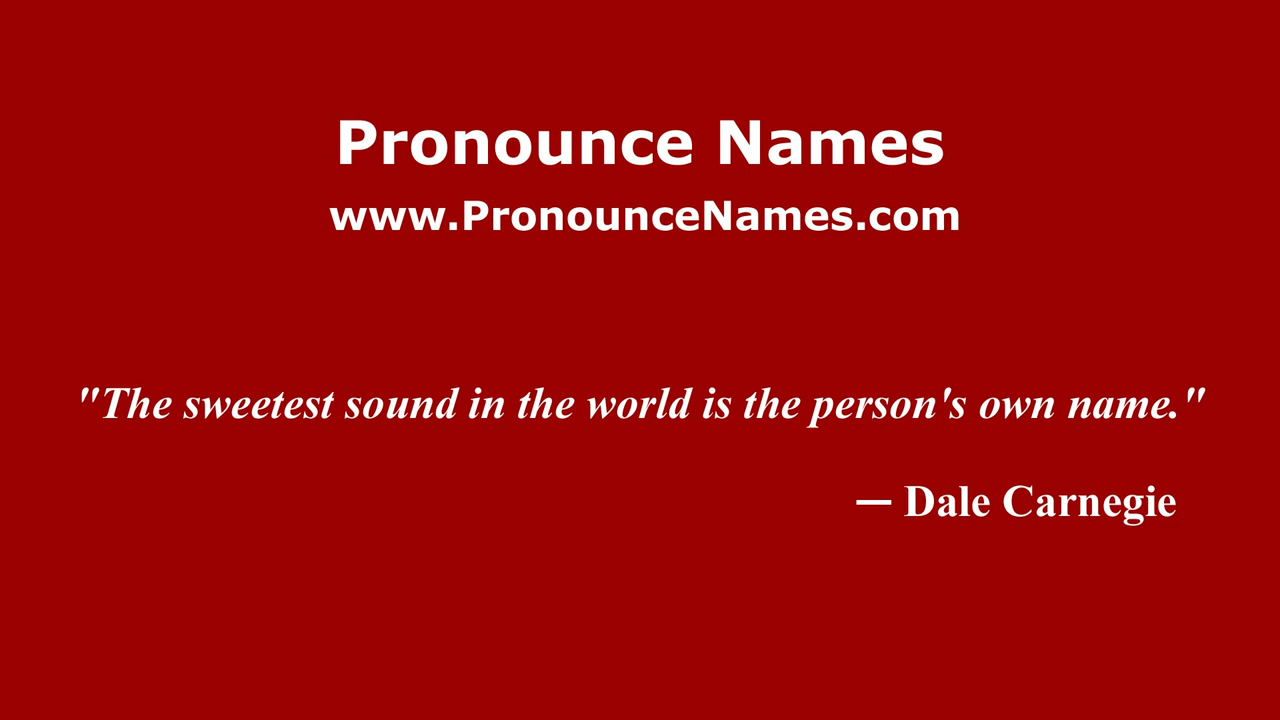 Pronounce Names
www.PronounceNames.com
"The sweetest sound in the world is the person's own name."
— Dale Carnegie